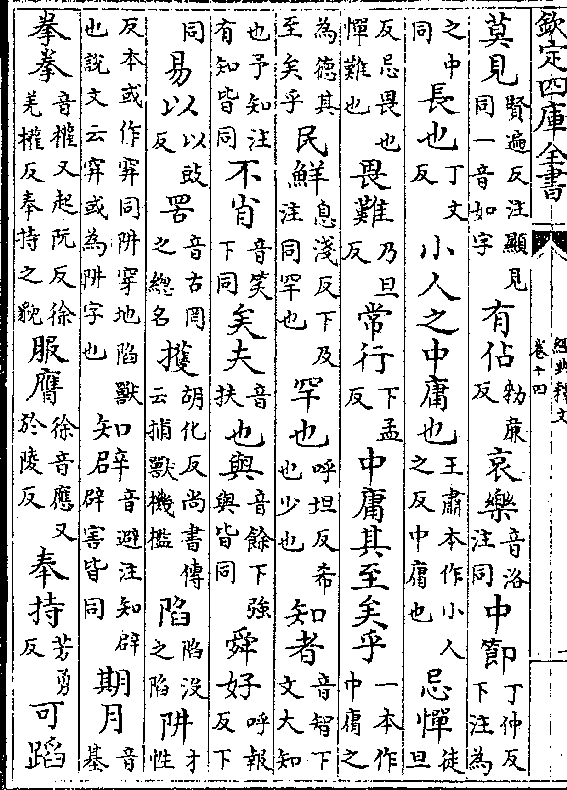 欽定四庫全書
經典釋文
卷十四
莫見賢遍反注顯見同一音如字有佔勑㢘反哀樂音洛注同中節丁仲反下注為
之中同長也丁丈反小人之中庸也王肅本作小人之反中庸也忌憚徒旦
反忌畏也憚難也畏難乃旦反常行下孟反中庸其至矣乎一本作中庸之
為德其至矣乎民鮮息淺反下及注同罕也罕也呼坦反希也少也知者音智下文大知
也予知注有知皆同不肖音笑下同矣夫音扶也與音餘下強與皆同舜好呼報反下
同易以以豉反罟音古罔之緫名擭胡化反尚書傳云捕獸機檻陷陷没之陷阱才性
反本或作穽同阱穿地陷獸也說文云穽或為阱字也知辟音避注知辟辟害皆同期月音基
拳拳音權又起阮反徐羌權反奉持之貌服膺徐音應又於陵反奉持芳勇反可蹈